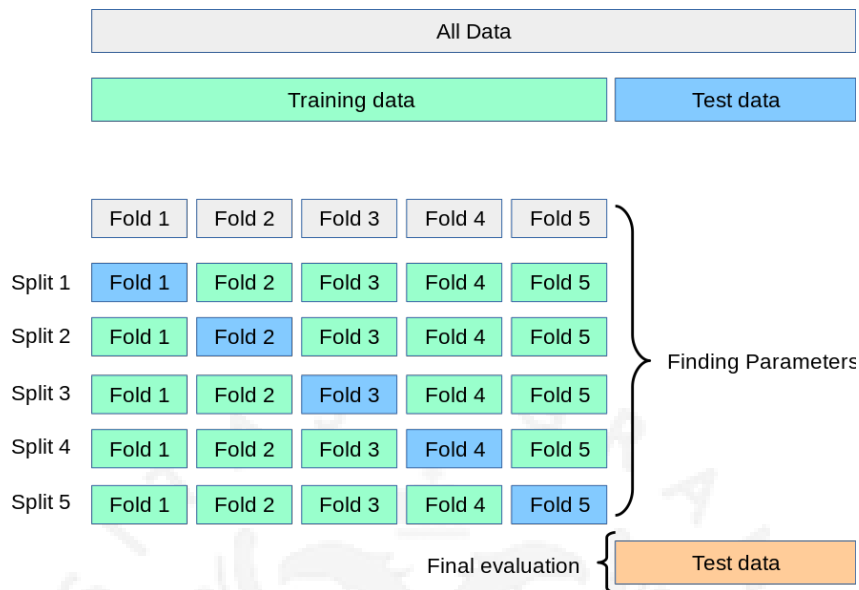 All Data
Training data Test data
Fold 1 Fold 2 Fold 3 Fold 4 Fold 5
Split 1 Fold 1 Fold 2 Fold 3 Fold 4 Fold 5
Split 2 Fold 1 Fold 2 Fold 3 Fold 4 Fold 5
Finding Parameters
Split 3 Fold 1 Fold 2 Fold 3 Fold 4 Fold 5
Split 4 Fold 1 Fold 2 Fold 3 Fold 4 Fold 5
Split 5 Fold 1 Fold 2 Fold 3 Fold 4 Fold 5
Final evaluation Test data